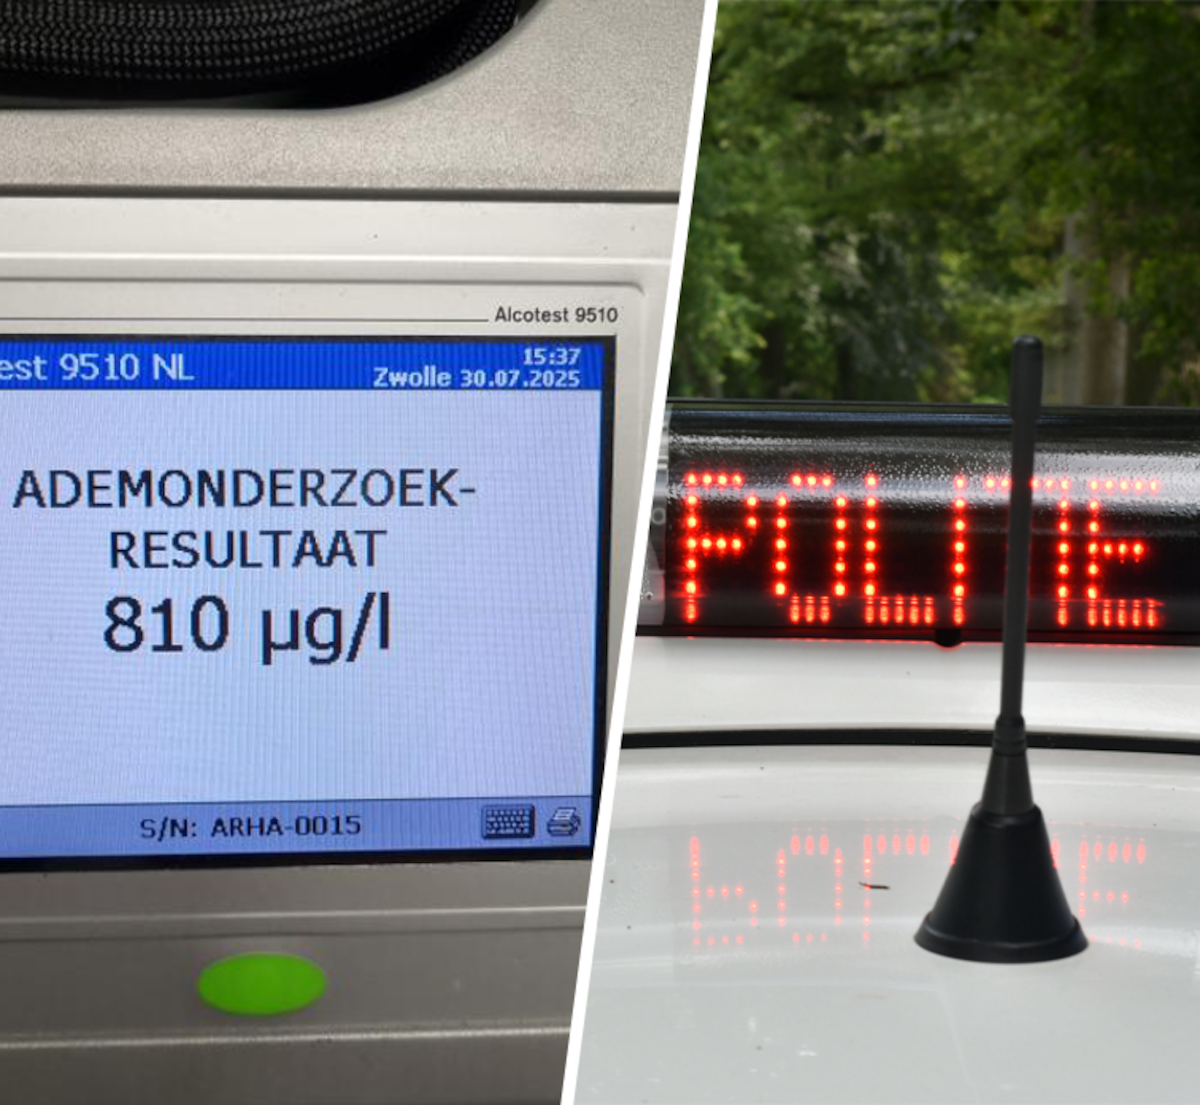 Alcotest 9510
est 9510 NL
15:37
Zwolle 30.07.2025
ADEMONDERZOEK-
RESULTAAT
810 µg/l
S/N: ARHA-0015
POLITIE